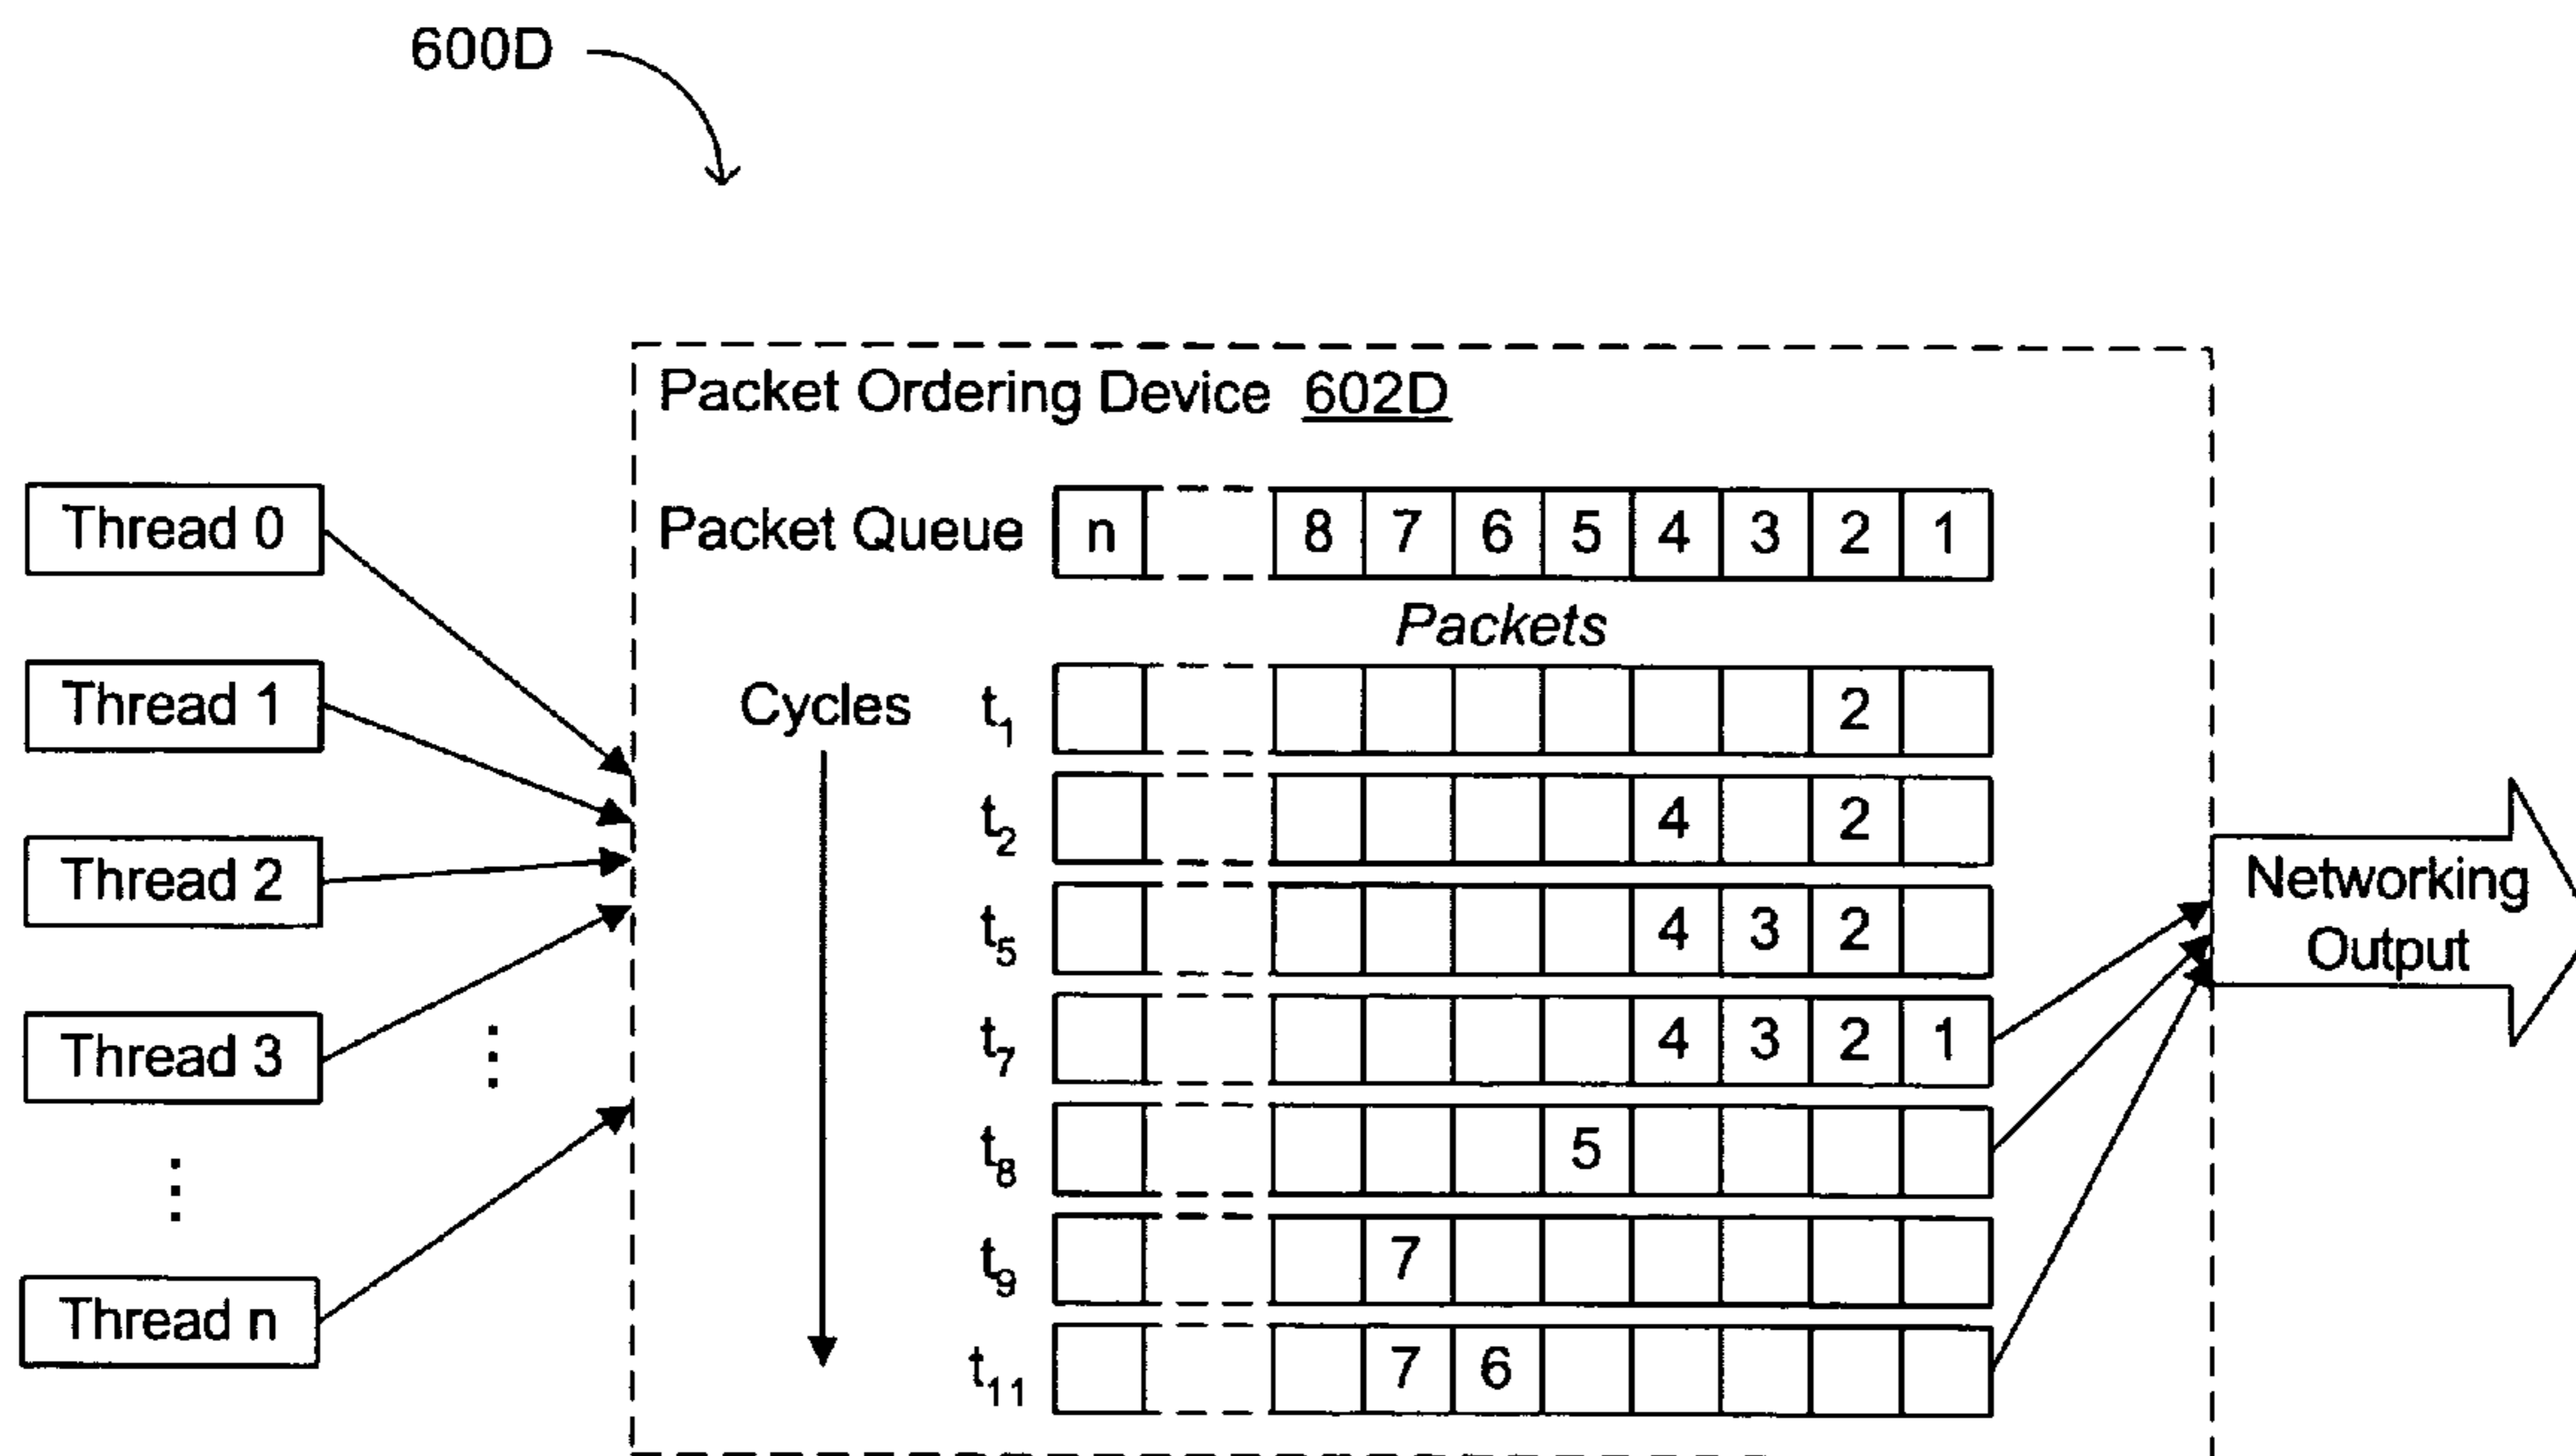 600D
Packet Ordering Device 602D
Packet Queue n 8 7 6 5 4 3 2 1
Packets
Thread 0
Thread 1
Thread 2
Thread 3
⋮
⋮
Thread n
Cycles
t₁ 2
t₂ 4 2
t₅ 4 3 2
t₇ 4 3 2 1
t₈ 5
t₉ 7
t₁₁ 7 6
Networking
Output